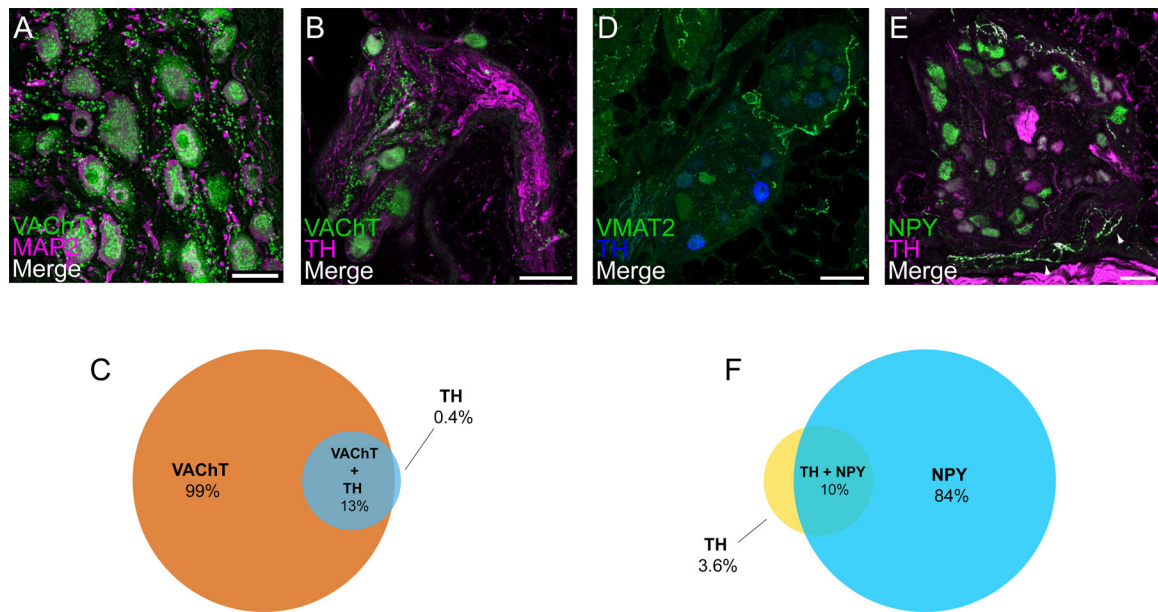 A
VAChT
MAP2
Merge
B
VAChT
TH
Merge
D
VMAT2
TH
Merge
E
NPY
TH
Merge
C
VAChT
99%
VAChT
+
TH
13%
TH
0.4%
F
TH + NPY
10%
NPY
84%
TH
3.6%